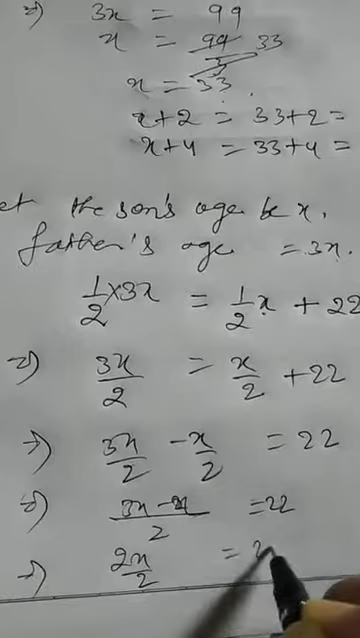 ⇒) 3x = 99
x = 99/3 33
x = 33.
x+2 = 33+2=
x+4 = 33+4=
et the son's age be x.
father's age = 3x.
1/2 × 3x = 1/2 x + 22
⇒) 3x/2 = x/2 + 22
⇒) 3x/2 - x/2 = 22
⇒) 3x-x/2 = 22
⇒) 2x/2 = 2